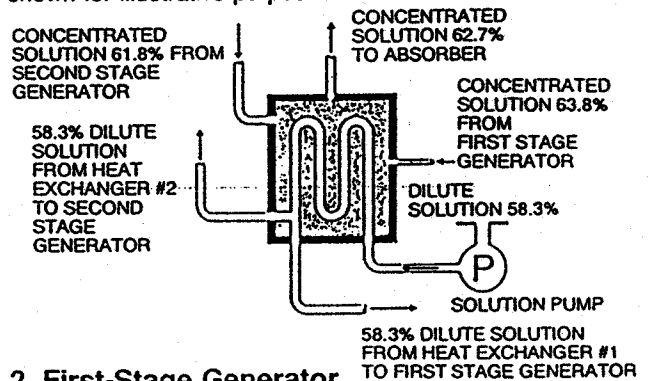 CONCENTRATED
SOLUTION 61.8% FROM
SECOND STAGE
GENERATOR
CONCENTRATED
SOLUTION 62.7%
TO ABSORBER
CONCENTRATED
SOLUTION 63.8%
FROM
FIRST STAGE
GENERATOR
58.3% DILUTE
SOLUTION
FROM HEAT
EXCHANGER #2
TO SECOND
STAGE
GENERATOR
DILUTE
SOLUTION 58.3%
P
SOLUTION PUMP
58.3% DILUTE SOLUTION
FROM HEAT EXCHANGER #1
TO FIRST STAGE GENERATOR
2. First-Stage Generator